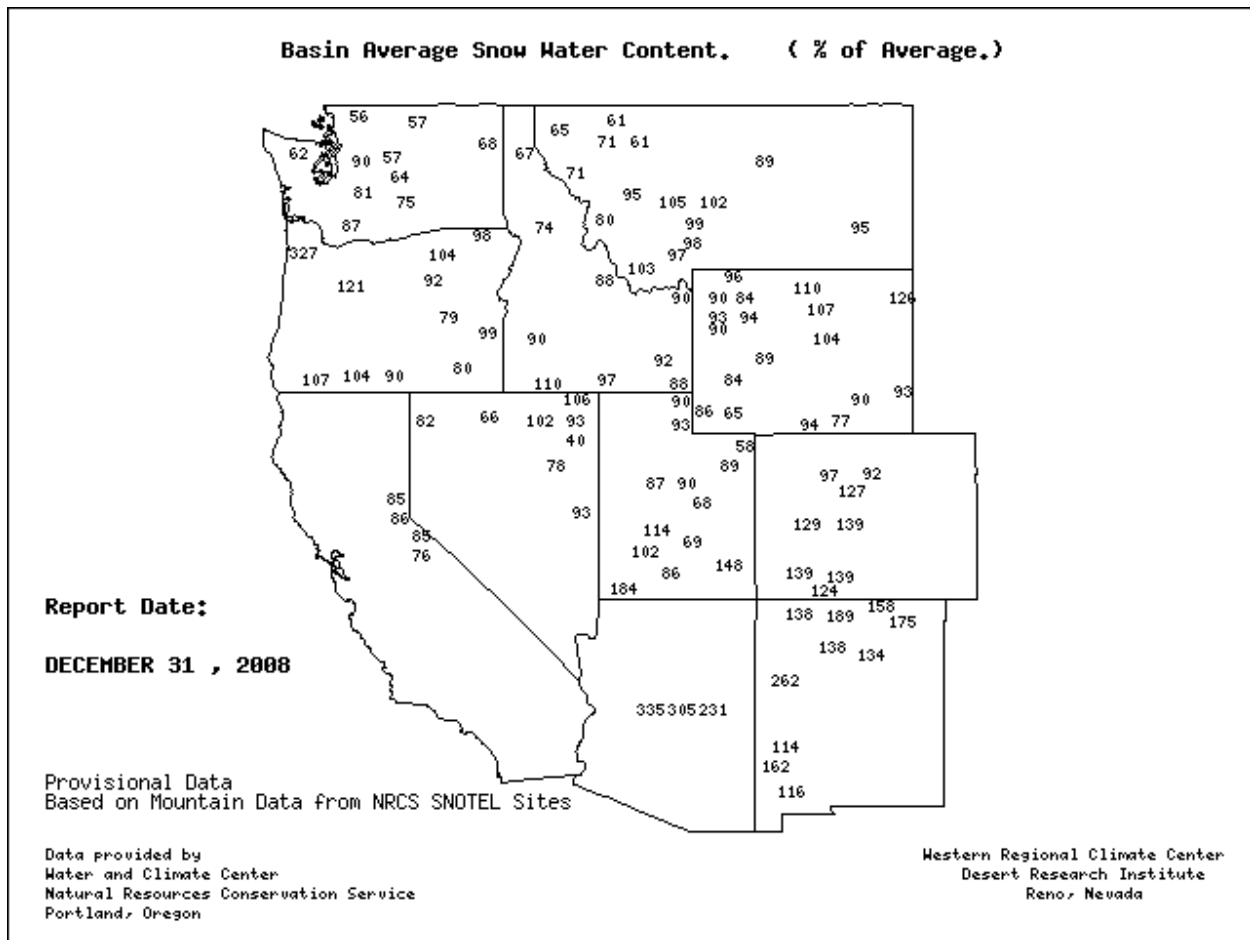 Basin Average Snow Water Content. ( % of Average.)
56 57 61
65
68 71 61
62 90 57 67 89
64 71
81 75 95 105 102
87 80 99
98 74 95
327 104 97 98
103
121 92 88 96
110
90 90 84 126
79 93 94 107
99 90 90 104
92 89
80
107 104 90 110 97 88 84
106 90 90 93
82 66 102 93 93 86 65 94 77
40
78 58
89
87 90 97 92
127
85 93 68
86 114 129 139
85 102 69
76 86 148 139 139
184 124
Report Date: 138 189 158
175
138 134
DECEMBER 31 , 2008
262
335 305 231
114
162
116
Provisional Data
Based on Mountain Data from NRCS SNOTEL Sites
Data provided by
Water and Climate Center
Natural Resources Conservation Service
Portland, Oregon
Western Regional Climate Center
Desert Research Institute
Reno, Nevada